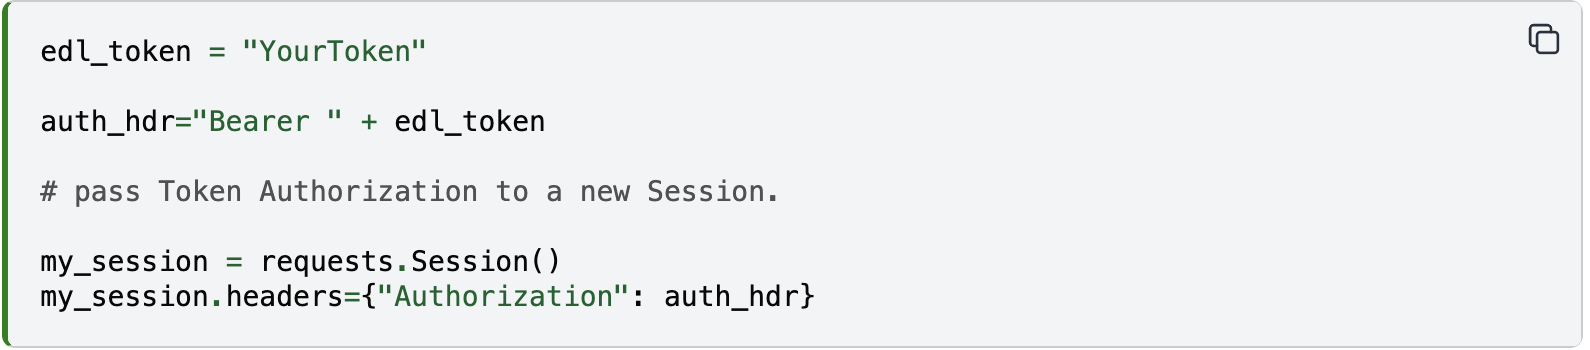 edl_token = "YourToken"
auth_hdr="Bearer " + edl_token
# pass Token Authorization to a new Session.
my_session = requests.Session()
my_session.headers={"Authorization": auth_hdr}